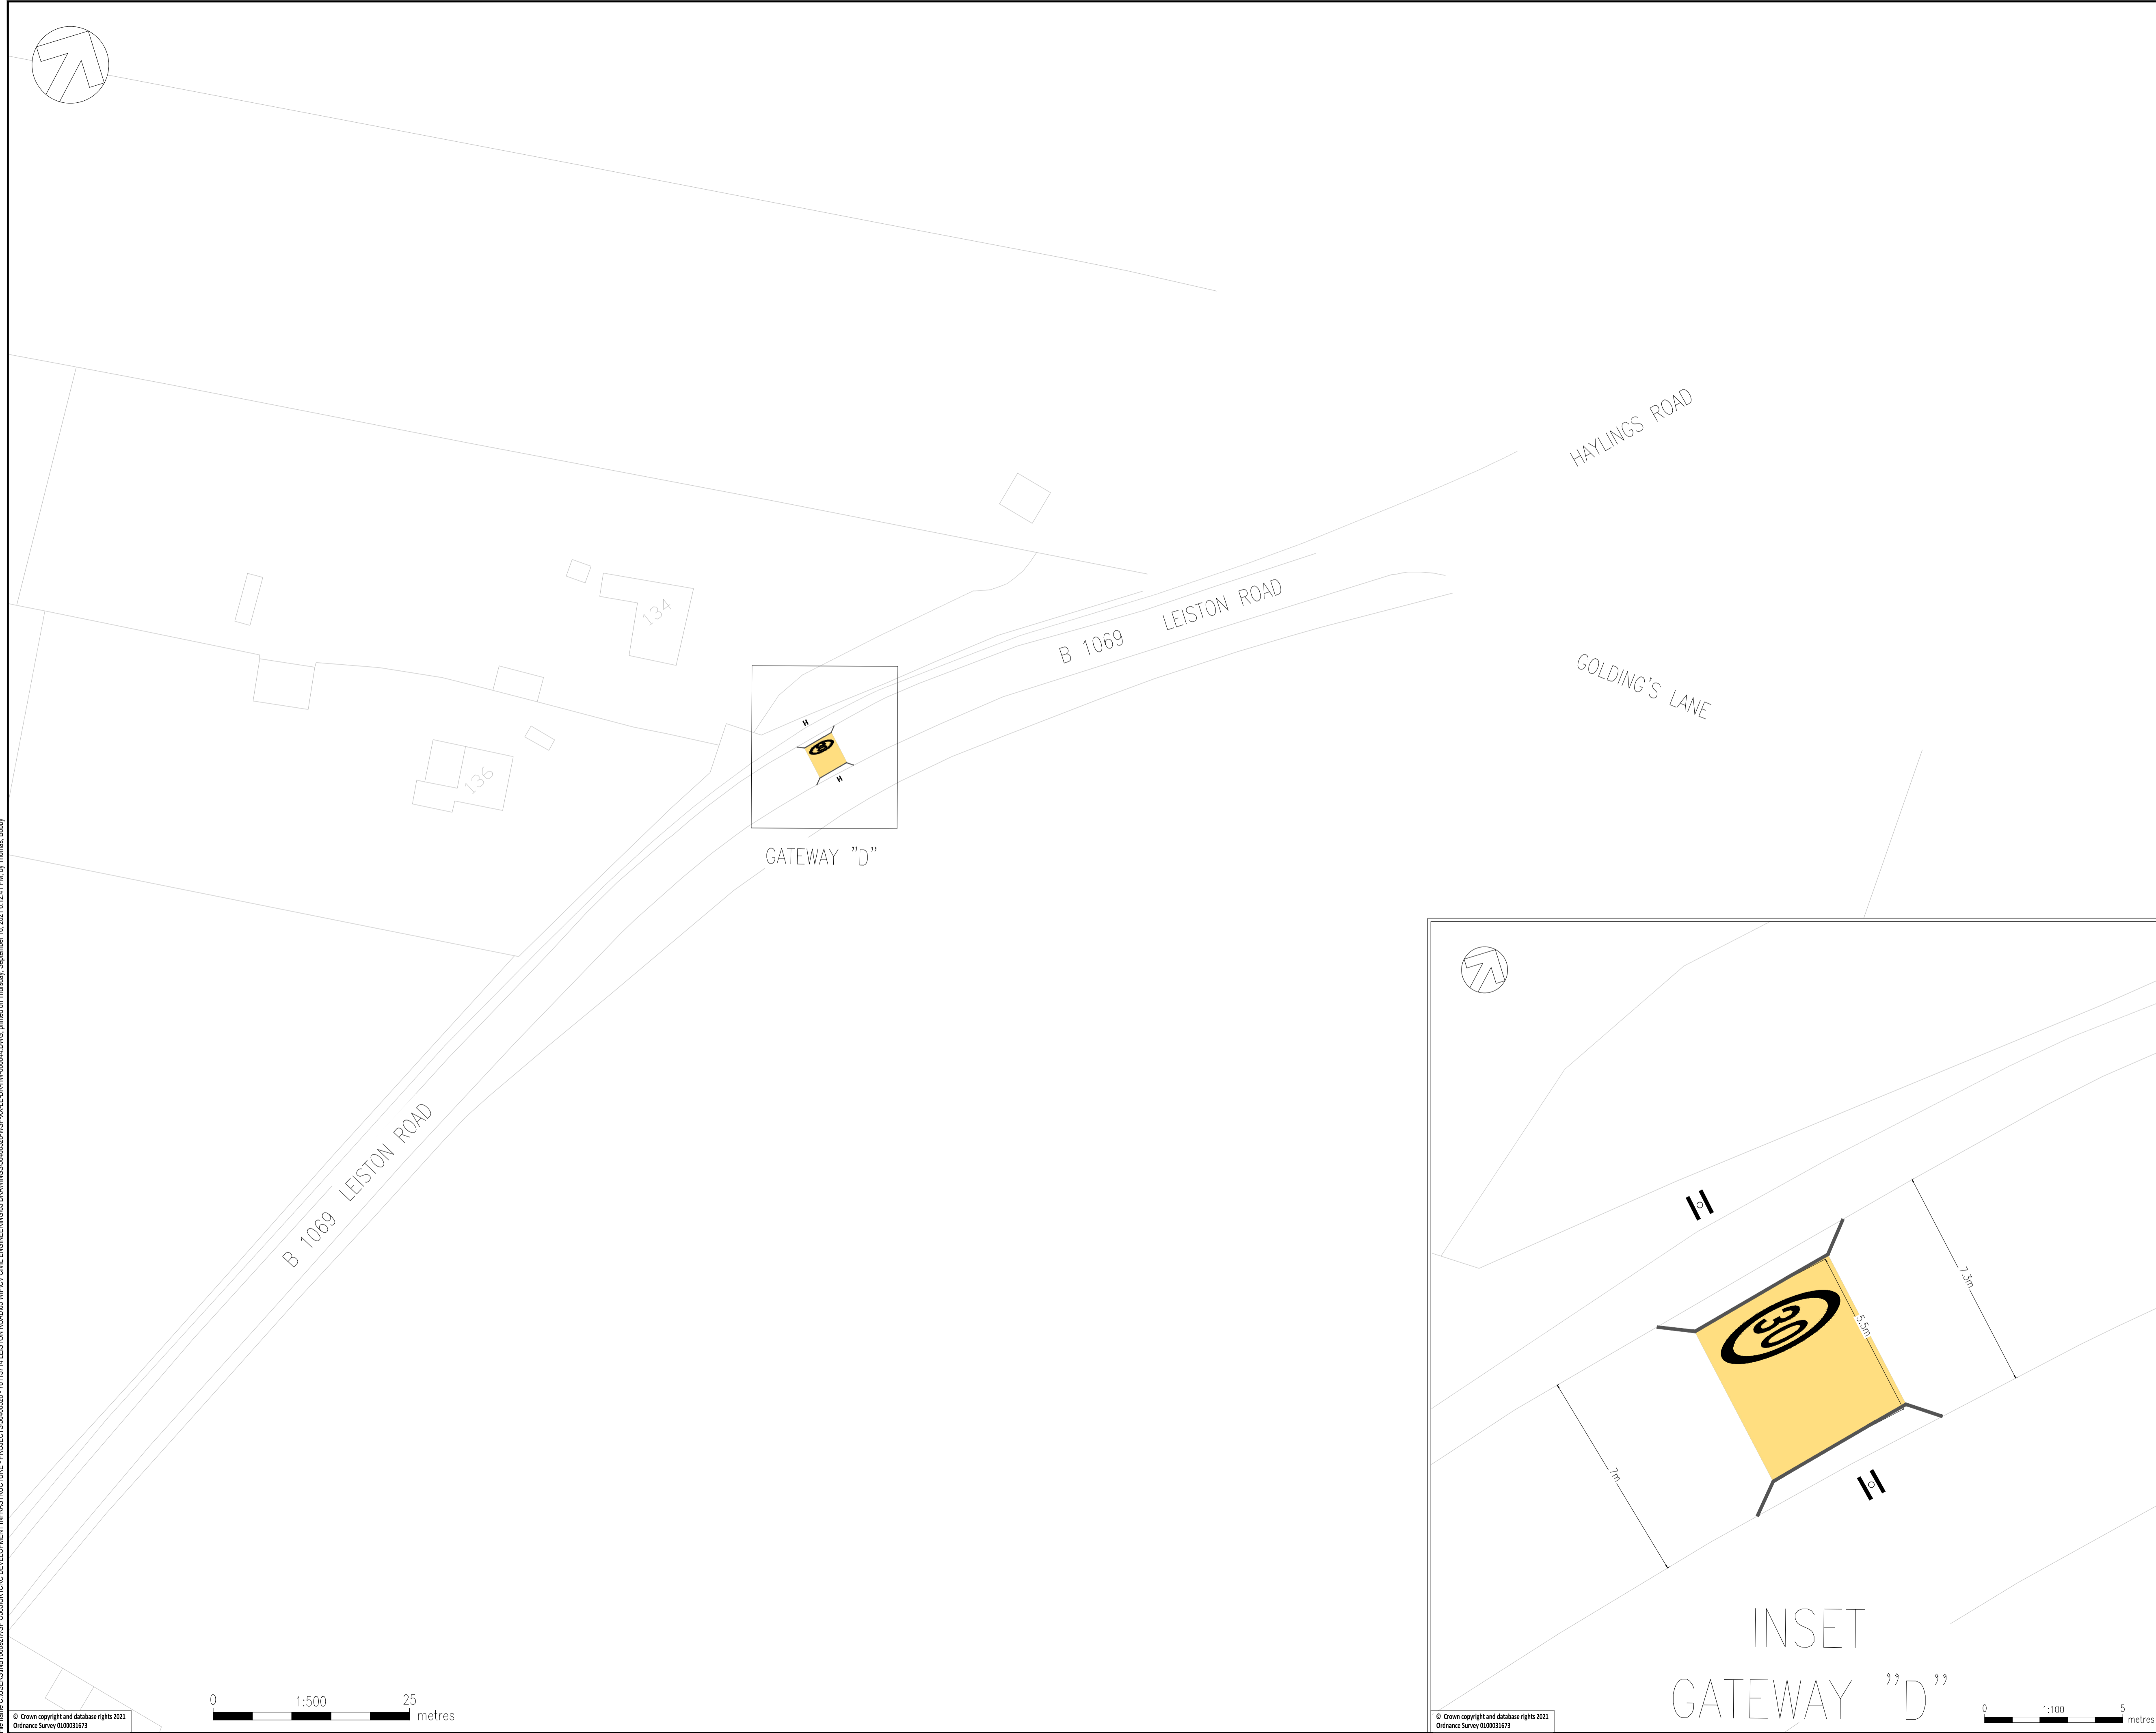 HAYLINGS ROAD
134
B 1069 LEISTON ROAD
GOLDING'S LANE
136
30
GATEWAY "D"
B 1069 LEISTON ROAD
7.3m
30
5.5m
7m
INSET
GATEWAY "D"
0 1:500 25
metres
© Crown copyright and database rights 2021
Ordnance Survey 0100031673
0 1:100 5
metres
© Crown copyright and database rights 2021
Ordnance Survey 0100031673